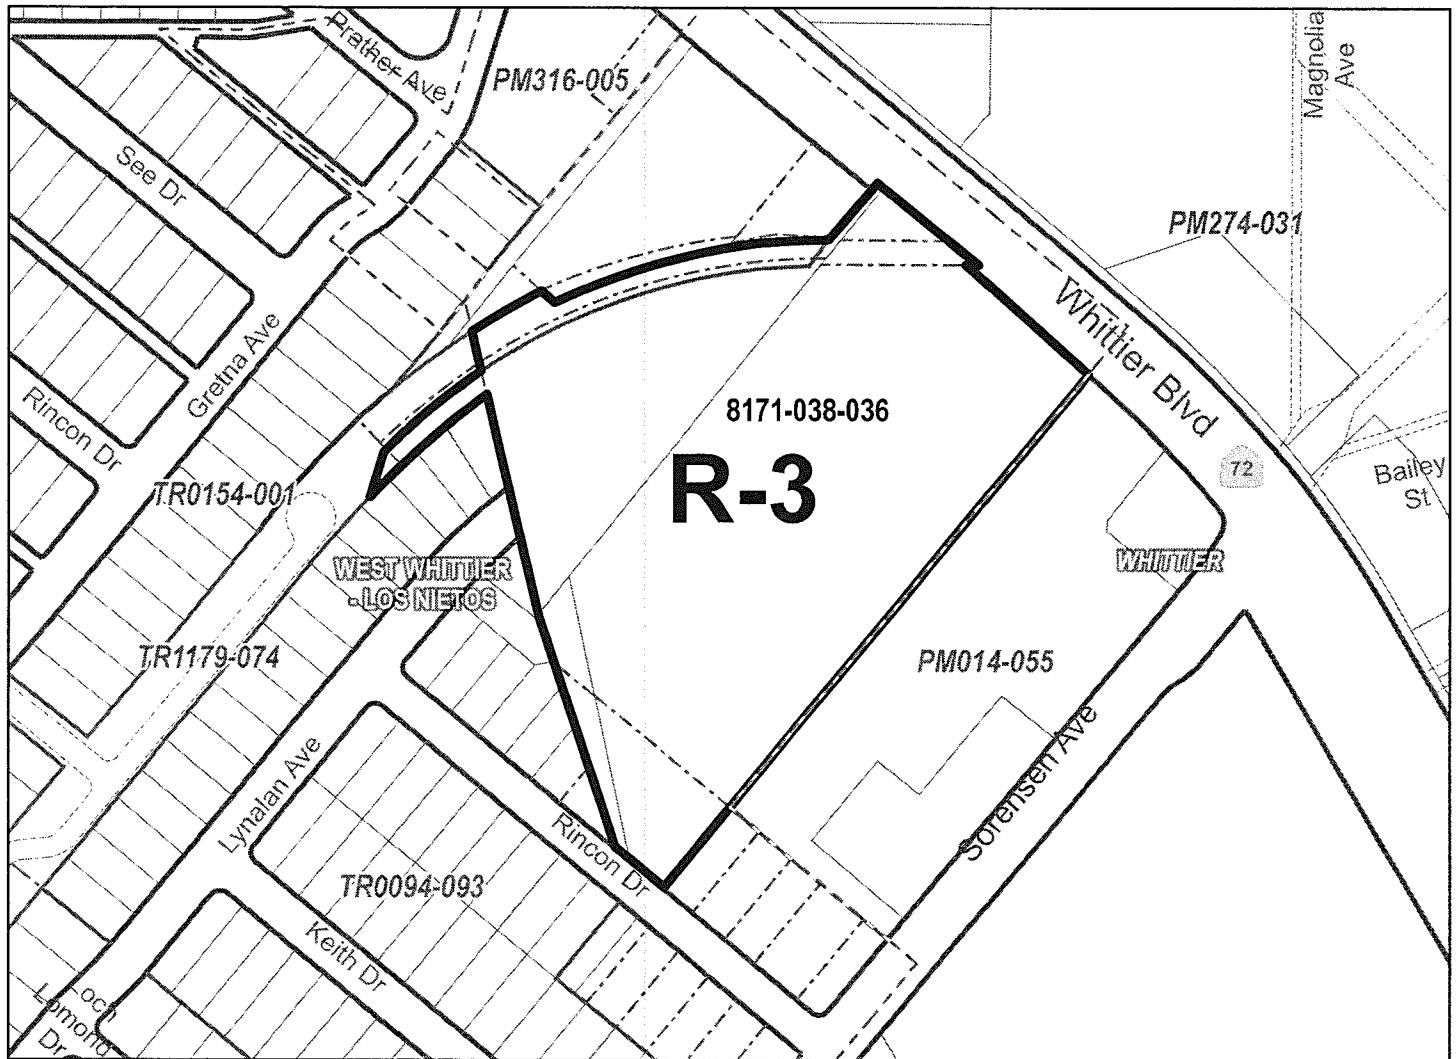 Prather Ave
PM316-005
Magnolia
Ave
See Dr
PM274-031
Whittier Blvd
Gretna Ave
Rincon Dr
8171-038-036
R-3
72
Bailey
St
TR0154-001
WEST WHITTIER
- LOS NIETOS
WHITTIER
TR1179-074
PM014-055
Lynalan Ave
Sorensen Ave
Rincon Dr
TR0094-093
Keith Dr
Loch
Lomond
Dr